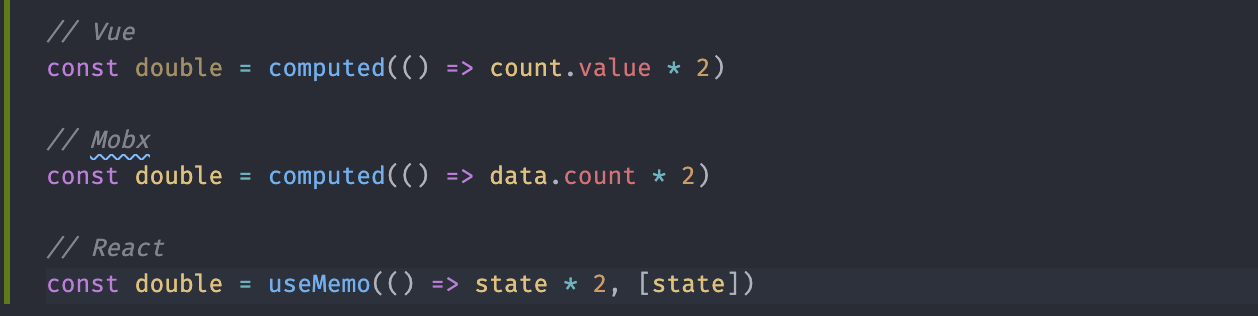 // Vue
const double = computed(() => count.value * 2)
// Mobx
const double = computed(() => data.count * 2)
// React
const double = useMemo(() => state * 2, [state])